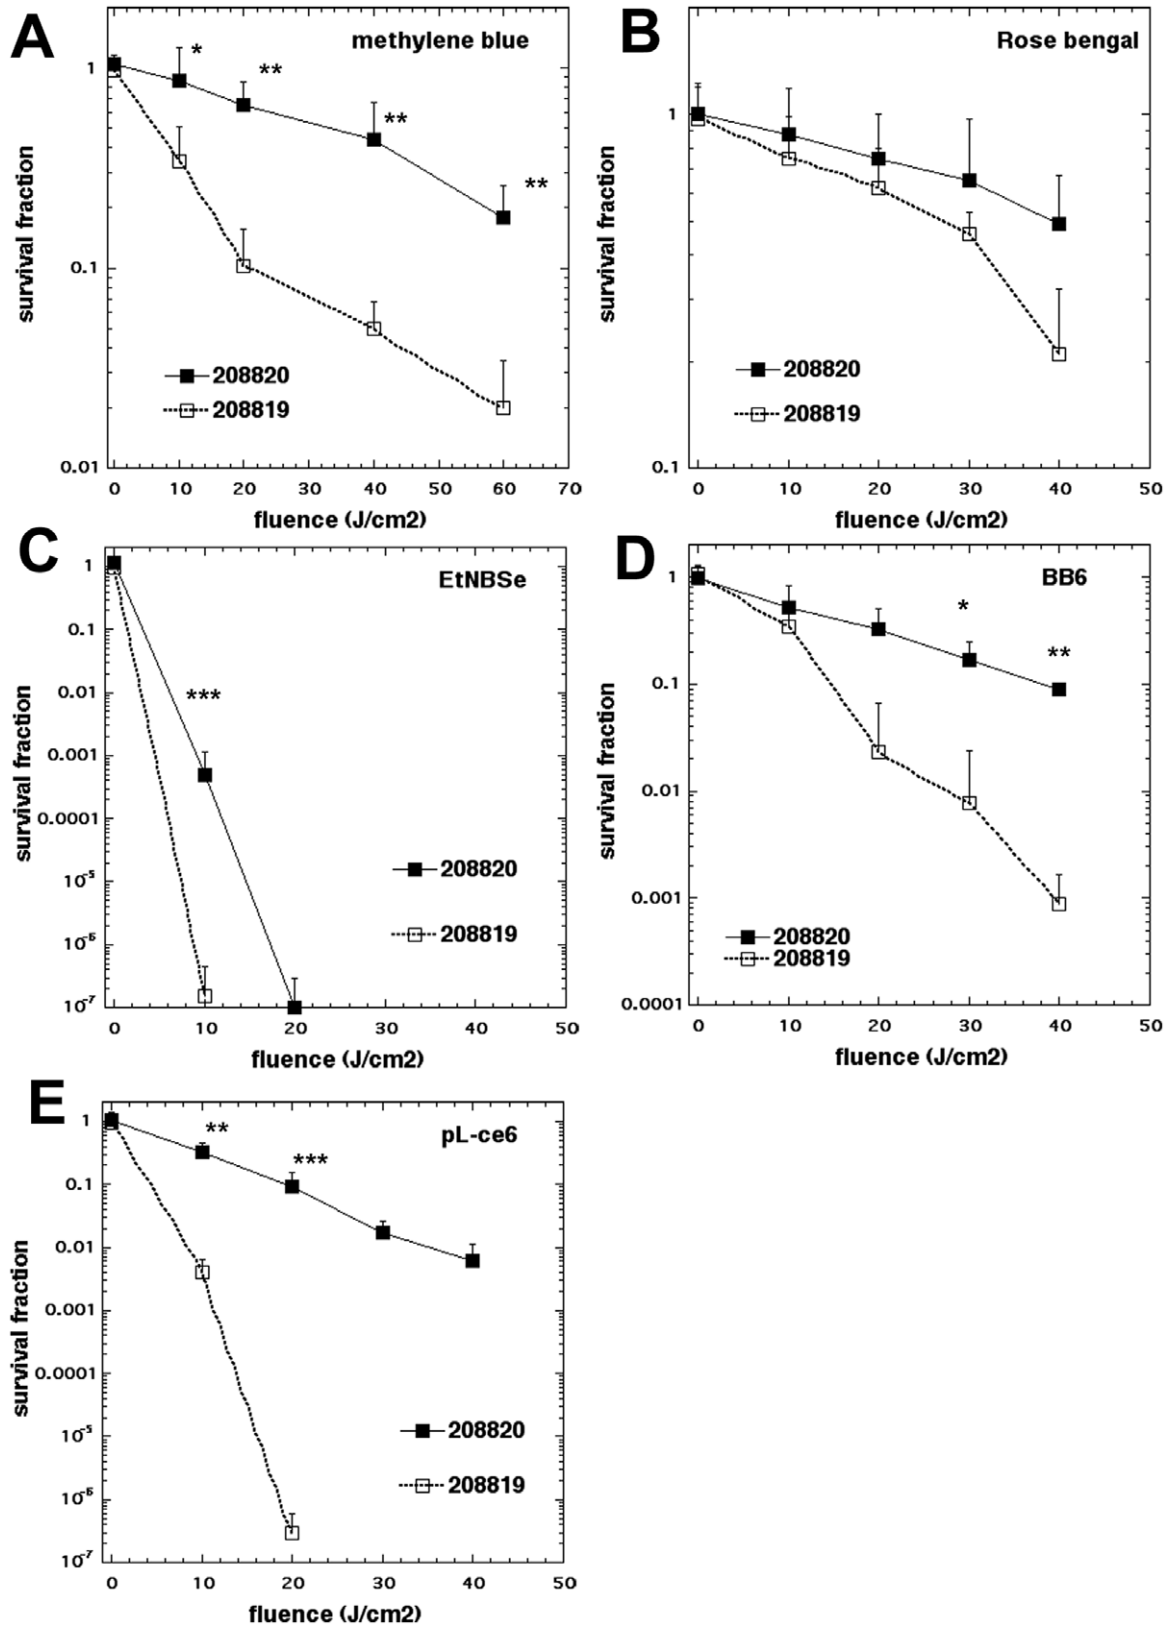 A
methylene blue
survival fraction
1
0.1
0.01
*
**
**
**
208820
208819
0 10 20 30 40 50 60 70
fluence (J/cm2)
B
Rose bengal
survival fraction
1
0.1
208820
208819
0 10 20 30 40 50
fluence (J/cm2)
C
EtNBSe
survival fraction
1
0.1
0.01
0.001
0.0001
10-5
10-6
10-7
***
208820
208819
0 10 20 30 40 50
fluence (J/cm2)
D
BB6
survival fraction
1
0.1
0.01
0.001
0.0001
*
**
208820
208819
0 10 20 30 40 50
fluence (J/cm2)
E
pL-ce6
survival fraction
1
0.1
0.01
0.001
0.0001
10-5
10-6
10-7
**
***
208820
208819
0 10 20 30 40 50
fluence (J/cm2)